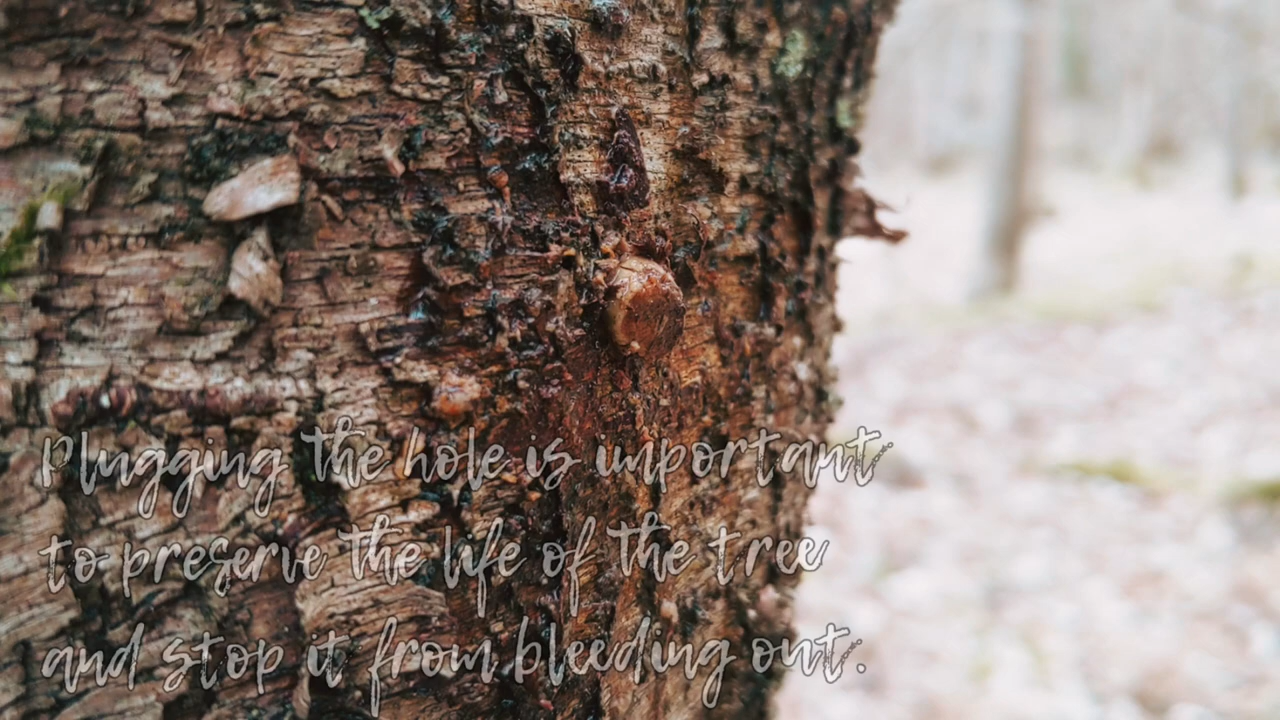 Plugging the hole is important
to preserve the life of the tree
and stop it from bleeding out.